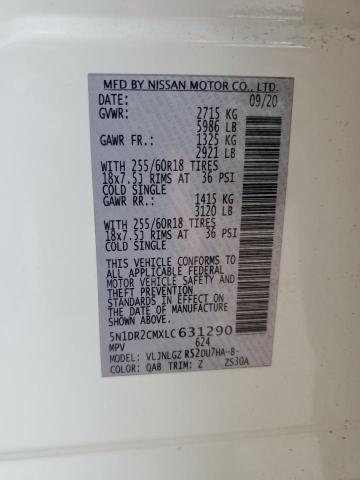 MFD BY NISSAN MOTOR CO., LTD.
DATE: 09/20
GVWR: 2715 KG
5986 LB
GAWR FR.: 1325 KG
2921 LB
WITH 255/60R18 TIRES
18x7.5J RIMS AT 36 PSI
COLD SINGLE
GAWR RR.: 1415 KG
3120 LB
WITH 255/60R18 TIRES
18x7.5J RIMS AT 36 PSI
COLD SINGLE
THIS VEHICLE CONFORMS TO
ALL APPLICABLE FEDERAL
MOTOR VEHICLE SAFETY AND
THEFT PREVENTION
STANDARDS IN EFFECT ON
THE DATE OF MANUFACTURE
SHOWN ABOVE.
5N1DR2CMXLC631290
MPV 624
MODEL: VLJNLGZ R52DU7HA-B-
COLOR: QAB TRIM: Z ZS30A